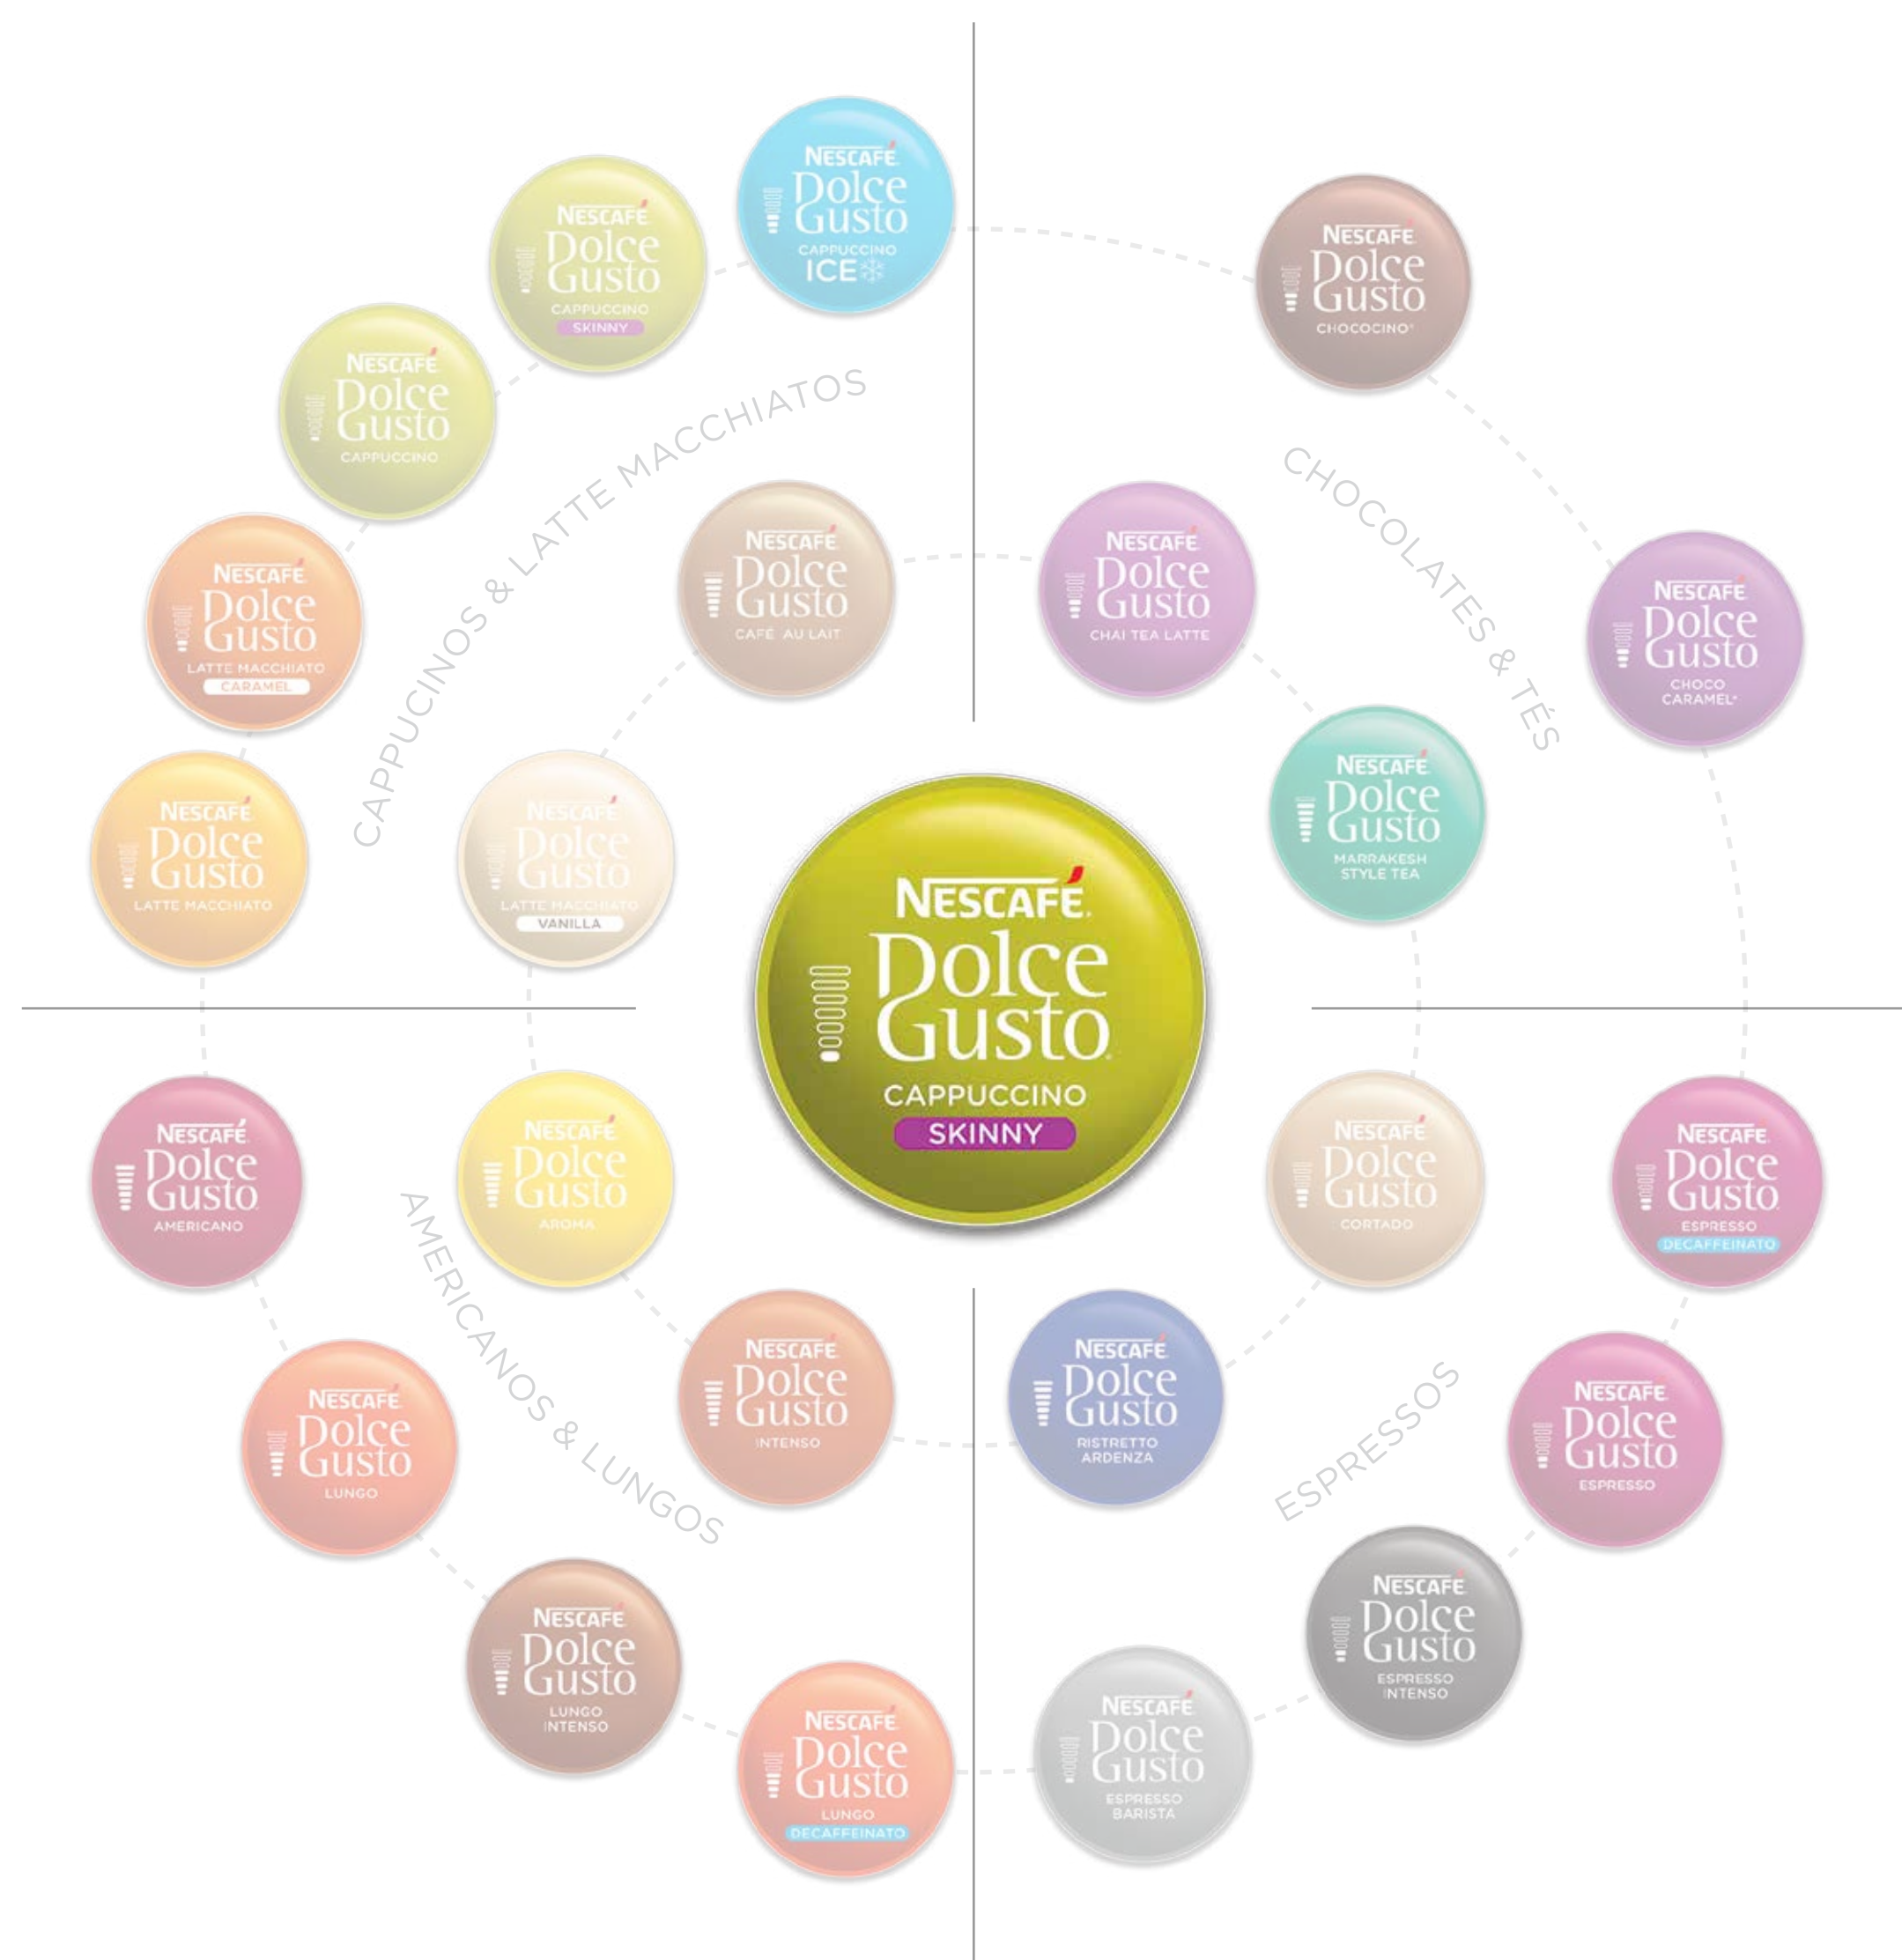 NESCAFÉ
Dolce
Gusto
CAPPUCCINO
ICE
NESCAFÉ
Dolce
Gusto
CAPPUCCINO
SKINNY
NESCAFÉ
Dolce
Gusto
CAPPUCCINO
NESCAFÉ
Dolce
Gusto
LATTE MACCHIATO
CARAMEL
NESCAFÉ
Dolce
Gusto
LATTE MACCHIATO
CAPPUCINOS & LATTE MACCHIATOS
NESCAFÉ
Dolce
Gusto
CAFÉ AU LAIT
NESCAFÉ
Dolce
Gusto
LATTE MACCHIATO
VANILLA
NESCAFÉ
Dolce
Gusto
CHOCOCINO*
NESCAFÉ
Dolce
Gusto
CHOCO
CARAMEL*
CHOCOLATES & TÉS
NESCAFÉ
Dolce
Gusto
CHAI TEA LATTE
NESCAFÉ
Dolce
Gusto
MARRAKESH
STYLE TEA
NESCAFÉ.
Dolce
Gusto
CAPPUCCINO
SKINNY
NESCAFÉ
Dolce
Gusto
AMERICANO
NESCAFÉ
Dolce
Gusto
AROMA
AMERICANOS & LUNGOS
NESCAFÉ
Dolce
Gusto
LUNGO
NESCAFÉ
Dolce
Gusto
INTENSO
NESCAFÉ
Dolce
Gusto
LUNGO
INTENSO
NESCAFÉ
Dolce
Gusto
LUNGO
DECAFFEINATO
NESCAFÉ
Dolce
Gusto
CORTADO
NESCAFÉ
Dolce
Gusto
ESPRESSO
DECAFFEINATO
NESCAFÉ
Dolce
Gusto
RISTRETTO
ARDENZA
ESPRESSOS
NESCAFÉ
Dolce
Gusto
ESPRESSO
NESCAFÉ
Dolce
Gusto
ESPRESSO
INTENSO
NESCAFÉ
Dolce
Gusto
ESPRESSO
BARISTA